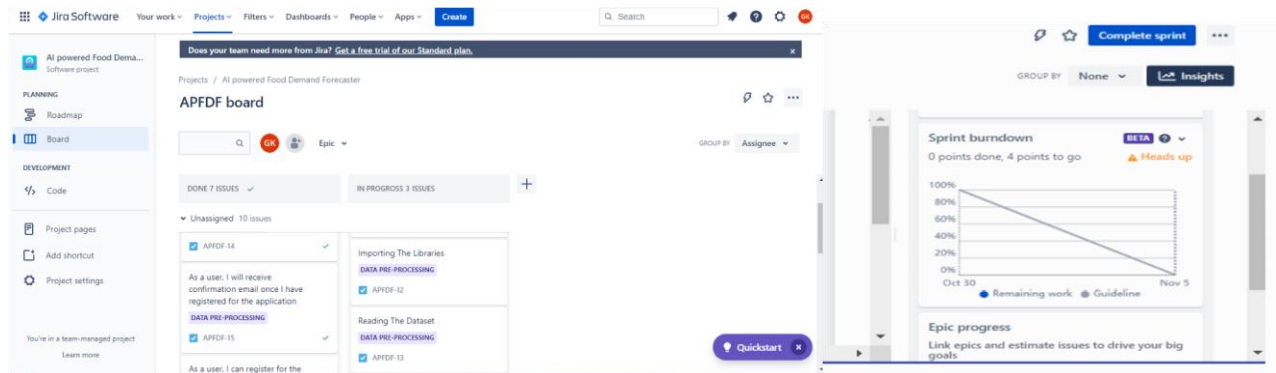 Jira Software
Your work
Projects
Filters
Dashboards
People
Apps
Create
Search
GK
AI powered Food Dema...
Software project
PLANNING
Roadmap
Board
DEVELOPMENT
Code
Project pages
Add shortcut
Project settings
You're in a team-managed project
Learn more
Does your team need more from Jira? Get a free trial of our Standard plan.
Projects / AI powered Food Demand Forecaster
APFDF board
GK
Epic
GROUP BY Assignee
DONE 7 ISSUES
IN PROGROSS 3 ISSUES
Unassigned 10 issues
APFDF-14
As a user, I will receive
confirmation email once I have
registered for the application
DATA PRE-PROCESSING
APFDF-15
As a user, I can register for the
Importing The Libraries
DATA PRE-PROCESSING
APFDF-12
Reading The Dataset
DATA PRE-PROCESSING
APFDF-13
Quickstart
Complete sprint
GROUP BY None
Insights
Sprint burndown
BETA
0 points done, 4 points to go
Heads up
100%
80%
60%
40%
20%
0%
Oct 30
Nov 5
Remaining work
Guideline
Epic progress
Link epics and estimate issues to drive your big
goals